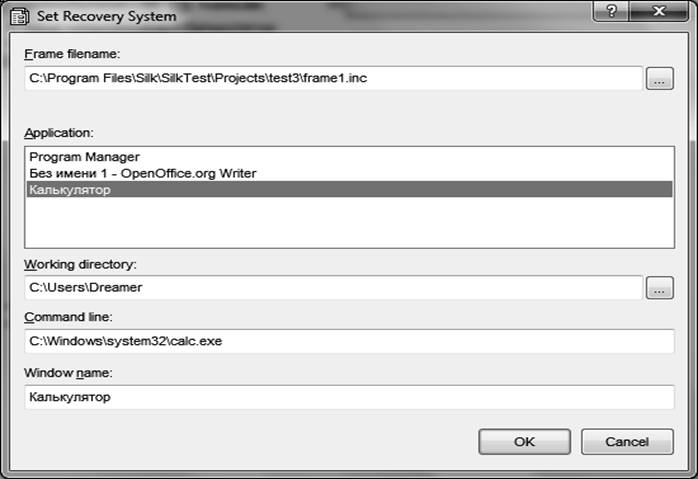 Set Recovery System
Frame filename:
C:\Program Files\Silk\SilkTest\Projects\test3\frame1.inc
...
Application:
Program Manager
Без имени 1 - OpenOffice.org Writer
Калькулятор
Working directory:
C:\Users\Dreamer
...
Command line:
C:\Windows\system32\calc.exe
Window name:
Калькулятор
OK Cancel